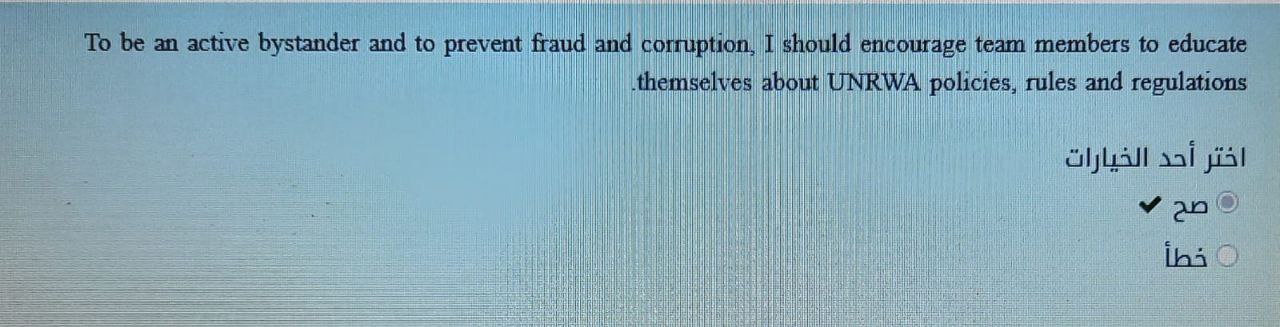 To be an active bystander and to prevent fraud and corruption, I should encourage team members to educate
.themselves about UNRWA policies, rules and regulations
اختر أحد الخيارات
صح ✔
خطأ